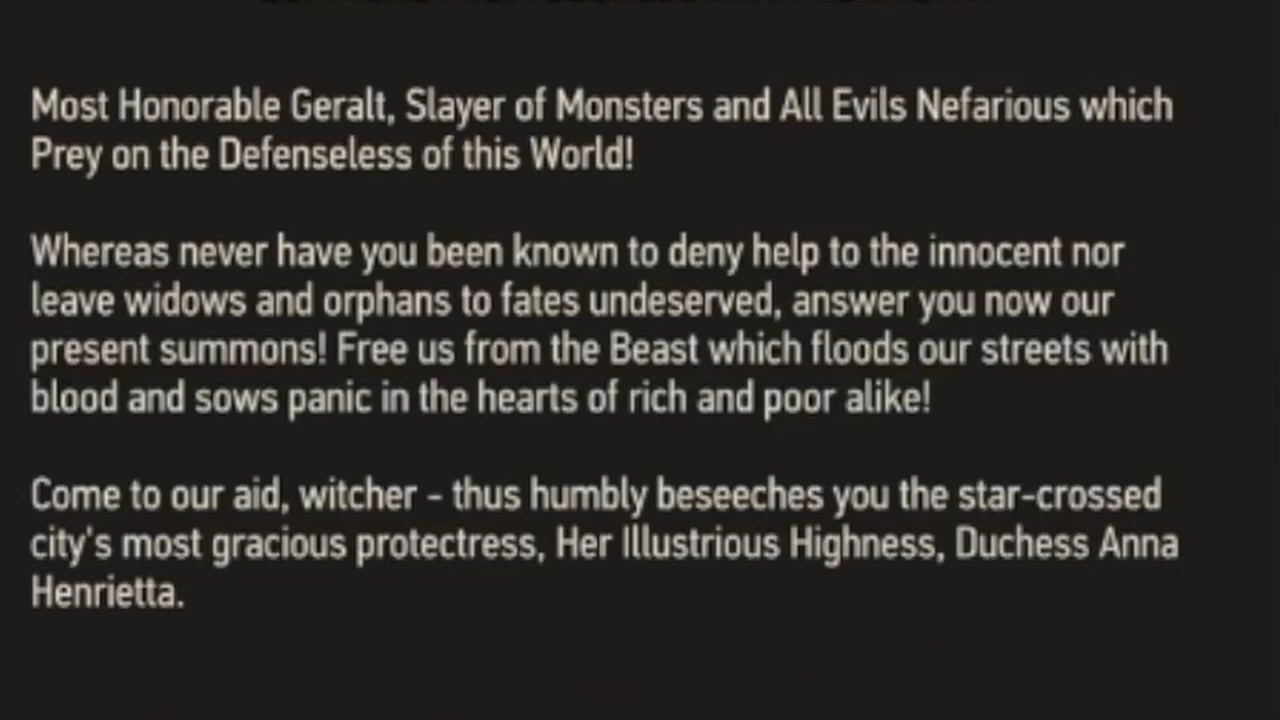 Most Honorable Geralt, Slayer of Monsters and All Evils Nefarious which
Prey on the Defenseless of this World!
Whereas never have you been known to deny help to the innocent nor
leave widows and orphans to fates undeserved, answer you now our
present summons! Free us from the Beast which floods our streets with
blood and sows panic in the hearts of rich and poor alike!
Come to our aid, witcher - thus humbly beseeches you the star-crossed
city's most gracious protectress, Her Illustrious Highness, Duchess Anna
Henrietta.